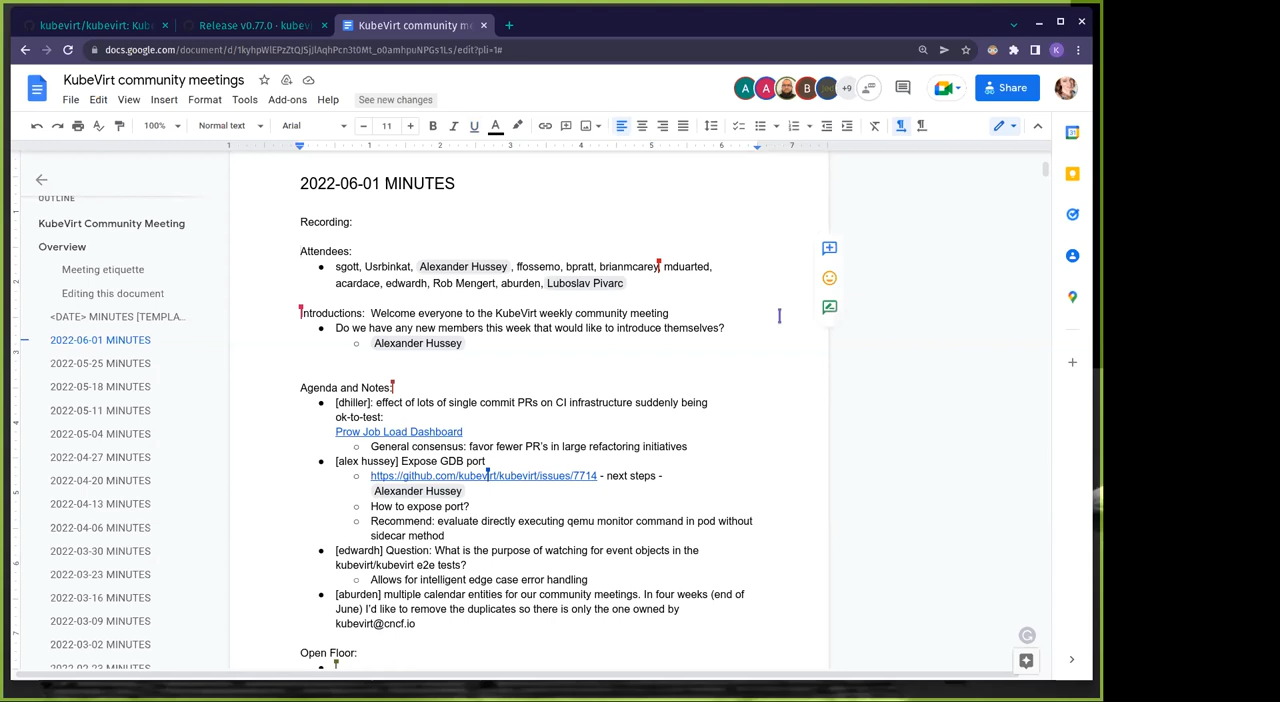 kubevirt/kubevirt: Kub
Release v0.77.0 · kubevi
KubeVirt community me
docs.google.com
KubeVirt community meetings
A A B +9 Share
File Edit View Insert Format Tools Add-ons Help See new changes
100% Normal text Arial 11
1 1 2 3 4 5 6 7
OUTLINE
KubeVirt Community Meeting
Overview
Meeting etiquette
Editing this document
<DATE> MINUTES [TEMPLA...
2022-06-01 MINUTES
2022-05-25 MINUTES
2022-05-18 MINUTES
2022-05-11 MINUTES
2022-05-04 MINUTES
2022-04-27 MINUTES
2022-04-20 MINUTES
2022-04-13 MINUTES
2022-04-06 MINUTES
2022-03-30 MINUTES
2022-03-23 MINUTES
2022-03-16 MINUTES
2022-03-09 MINUTES
2022-03-02 MINUTES
2022-02-23 MINUTES
2022-06-01 MINUTES
Recording:
Attendees:
● sgott, Usrbinkat, Alexander Hussey , ffossemo, bpratt, brianmcarey, mduarted,
acardace, edwardh, Rob Mengert, aburden, Luboslav Pivarc
Introductions: Welcome everyone to the KubeVirt weekly community meeting
● Do we have any new members this week that would like to introduce themselves?
○ Alexander Hussey
Agenda and Notes:
● [dhiller]: effect of lots of single commit PRs on CI infrastructure suddenly being
ok-to-test:
Prow Job Load Dashboard
○ General consensus: favor fewer PR's in large refactoring initiatives
● [alex hussey] Expose GDB port
○ https://github.com/kubevirt/kubevirt/issues/7714 - next steps -
Alexander Hussey
○ How to expose port?
○ Recommend: evaluate directly executing qemu monitor command in pod without
sidecar method
● [edwardh] Question: What is the purpose of watching for event objects in the
kubevirt/kubevirt e2e tests?
○ Allows for intelligent edge case error handling
● [aburden] multiple calendar entities for our community meetings. In four weeks (end of
June) I'd like to remove the duplicates so there is only the one owned by
kubevirt@cncf.io
Open Floor:
●